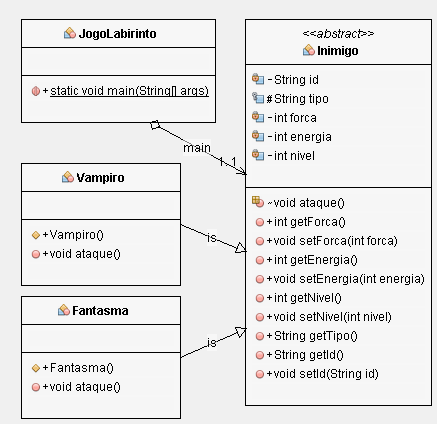 JogoLabirinto
+ static void main(String[] args)
main
1..1
<<abstract>>
Inimigo
-String id
#String tipo
-int forca
-int energia
-int nivel
~void ataque()
+int getForca()
+void setForca(int forca)
+int getEnergia()
+void setEnergia(int energia)
+int getNivel()
+void setNivel(int nivel)
+String getTipo()
+String getId()
+void setId(String id)
Vampiro
+Vampiro()
+void ataque()
is
Fantasma
+Fantasma()
+void ataque()
is